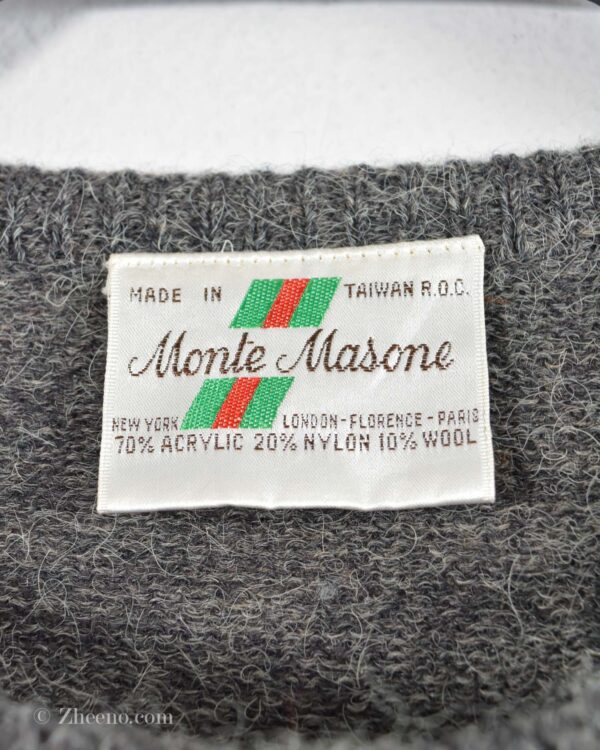 MADE IN TAIWAN R.O.C.
Monte Masone
NEW YORK LONDON-FLORENCE-PARIS
70% ACRYLIC 20% NYLON 10% WOOL
© Zheeno.com